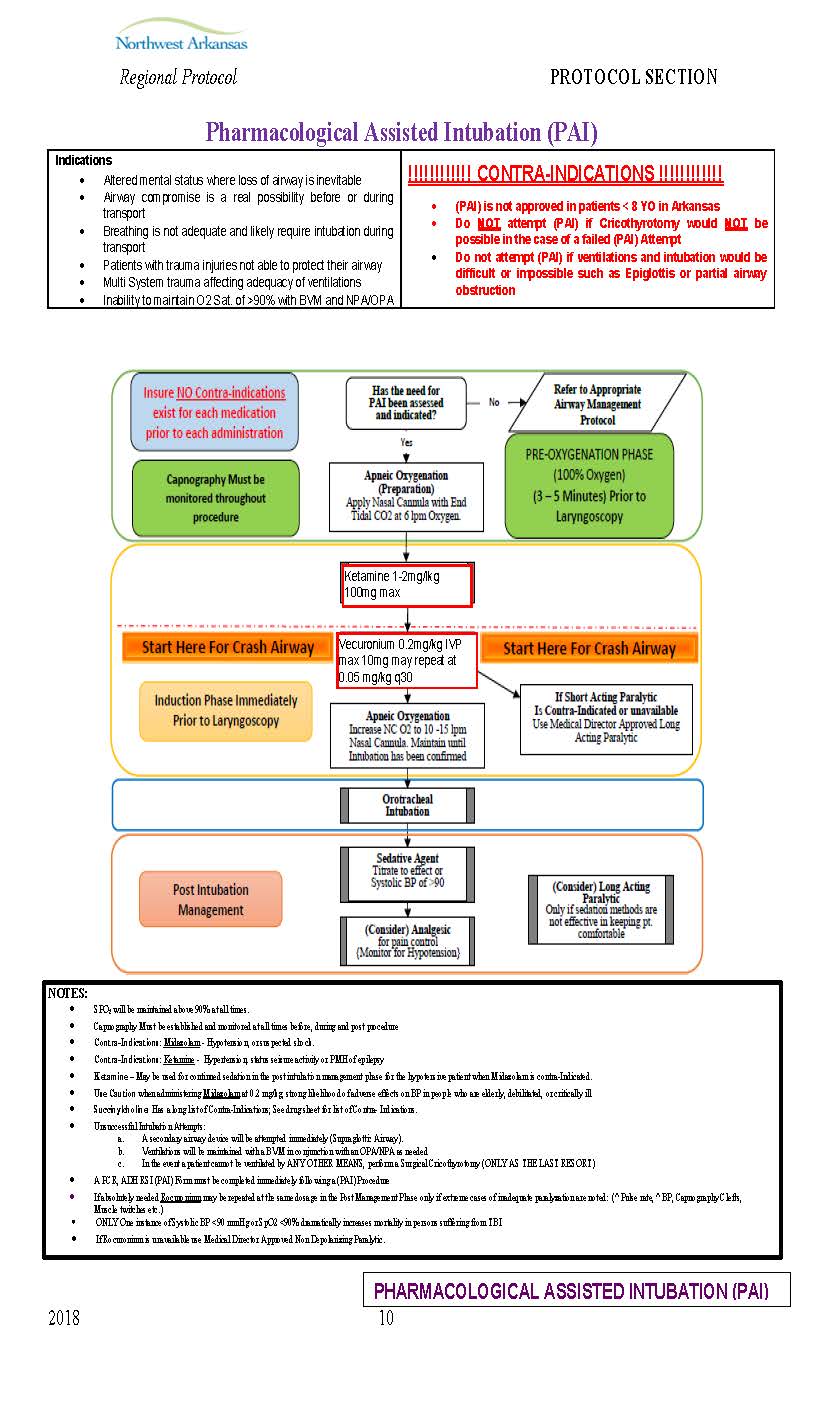 Northwest Arkansas
Regional Protocol
PROTOCOL SECTION
Pharmacological Assisted Intubation (PAI)
Indications
• Altered mental status where loss of airway is inevitable
• Airway compromise is a real possibility before or during
transport
• Breathing is not adequate and likely require intubation during
transport
• Patients with trauma injuries not able to protect their airway
• Multi System trauma affecting adequacy of ventilations
• Inability to maintain O2 Sat. of >90% with BVM and NPA/OPA
!!!!!!!!!!!! CONTRA-INDICATIONS !!!!!!!!!!!!
• (PAI) is not approved in patients < 8 YO in Arkansas
• Do NOT attempt (PAI) if Cricothyrotomy would NOT be
possible in the case of a failed (PAI) Attempt
• Do not attempt (PAI) if ventilations and intubation would be
difficult or impossible such as Epiglottis or partial airway
obstruction
Insure NO Contra-indications
exist for each medication
prior to each administration
Has the need for
PAI been assessed
and indicated?
No
Refer to Appropriate
Airway Management
Protocol
Yes
Capnography Must be
monitored throughout
procedure
Apneic Oxygenation
(Preparation)
Apply Nasal Cannula with End
Tidal CO2 at 6 lpm Oxygen.
PRE-OXYGENATION PHASE
(100% Oxygen)
(3 – 5 Minutes) Prior to
Laryngoscopy
Ketamine 1-2mg/kg
100mg max
Start Here For Crash Airway
Vecuronium 0.2mg/kg IVP
max 10mg may repeat at
0.05 mg/kg q30
Start Here For Crash Airway
Induction Phase Immediately
Prior to Laryngoscopy
Apneic Oxygenation
Increase NC O2 to 10 -15 lpm
Nasal Cannula. Maintain until
Intubation has been confirmed
If Short Acting Paralytic
Is Contra-Indicated or unavailable
Use Medical Director Approved Long
Acting Paralytic
Orotracheal
Intubation
Sedative Agent
Titrate to effect or
Systolic BP of >90
Post Intubation
Management
(Consider) Analgesic
for pain control
{Monitor for Hypotension}
(Consider) Long Acting
Paralytic
Only if sedation methods are
not effective in keeping pt.
comfortable
NOTES:
• SPO2 will be maintained above 90% at all times.
• Capnography Must be established and monitored at all times before, during and post procedure
• Contra-Indications: Midazolam - Hypotension, or suspected shock.
• Contra-Indications: Ketamine - Hypertension, status seizure activity or PMH of epilepsy
• Ketamine – May be used for continued sedation in the post intubation management phase for the hypotensive patient when Midazolam is contra-Indicated.
• Use Caution when administering Midazolam at 0.2 mg/kg, strong likelihood of adverse effects on BP in people who are elderly, debilitated, or critically ill
• Succinylcholine: Has a long list of Contra-Indications; See drug sheet for list of Contra- Indications.
• Unsuccessful Intubation Attempts:
a. A secondary airway device will be attempted immediately (Supraglottic Airway).
b. Ventilations will be maintained with a BVM in conjunction with an OPA/NPA as needed
c. In the event a patient cannot be ventilated by ANY OTHER MEANS, perform a Surgical Cricothyrotomy (ONLY AS THE LAST RESORT)
• A PCR, ADH RSI (PAI) Form must be completed immediately following a (PAI) Procedure
• If absolutely needed Rocuronium may be repeated at the same dosage in the Post Management Phase only if extreme cases of inadequate paralyzation are noted: (^ Pulse rate, ^ BP, Capnography Clefts,
Muscle twitches etc.)
• ONLY One instance of Systolic BP <90 mmHg or SpO2 <90% dramatically increases mortality in persons suffering from TBI
• If Rocuronium is unavailable use Medical Director Approved Non Depolarizing Paralytic.
PHARMACOLOGICAL ASSISTED INTUBATION (PAI)
2018
10